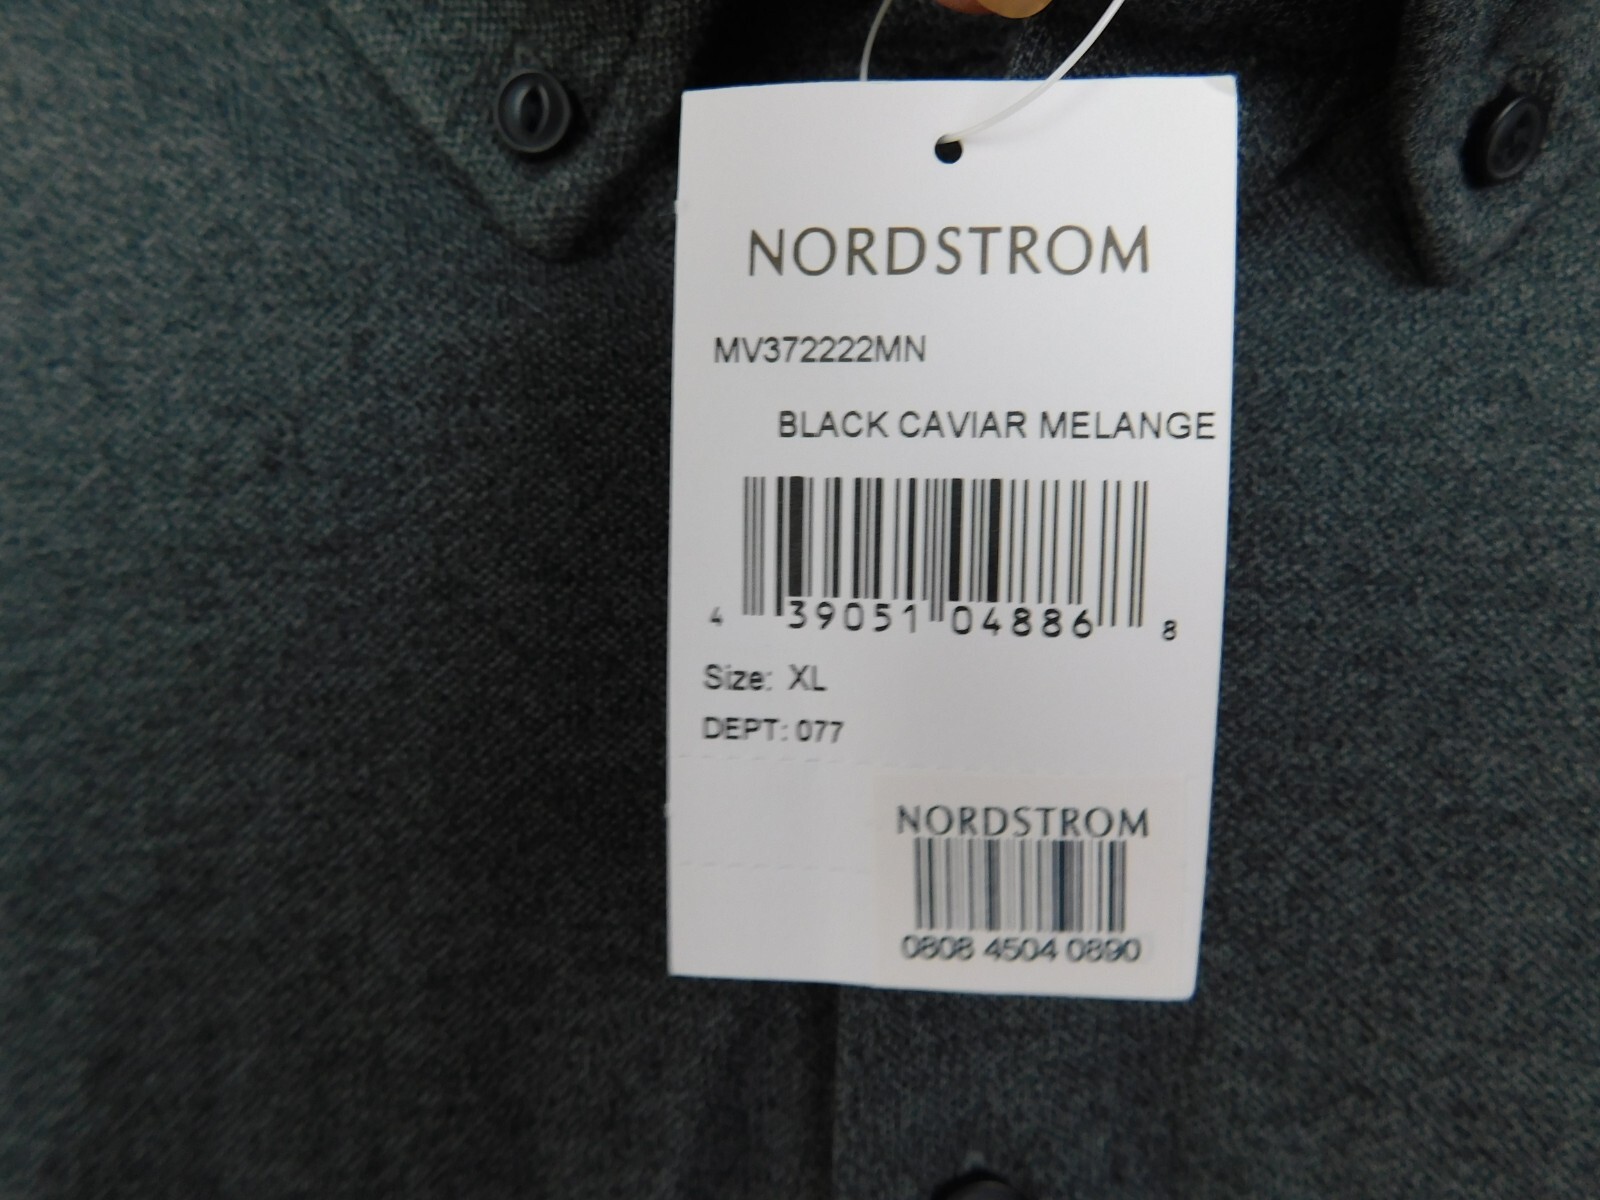 NORDSTROM
MV372222MN
BLACK CAVIAR MELANGE
4 39051 04886 8
Size: XL
DEPT: 077
NORDSTROM
0808 4504 0890